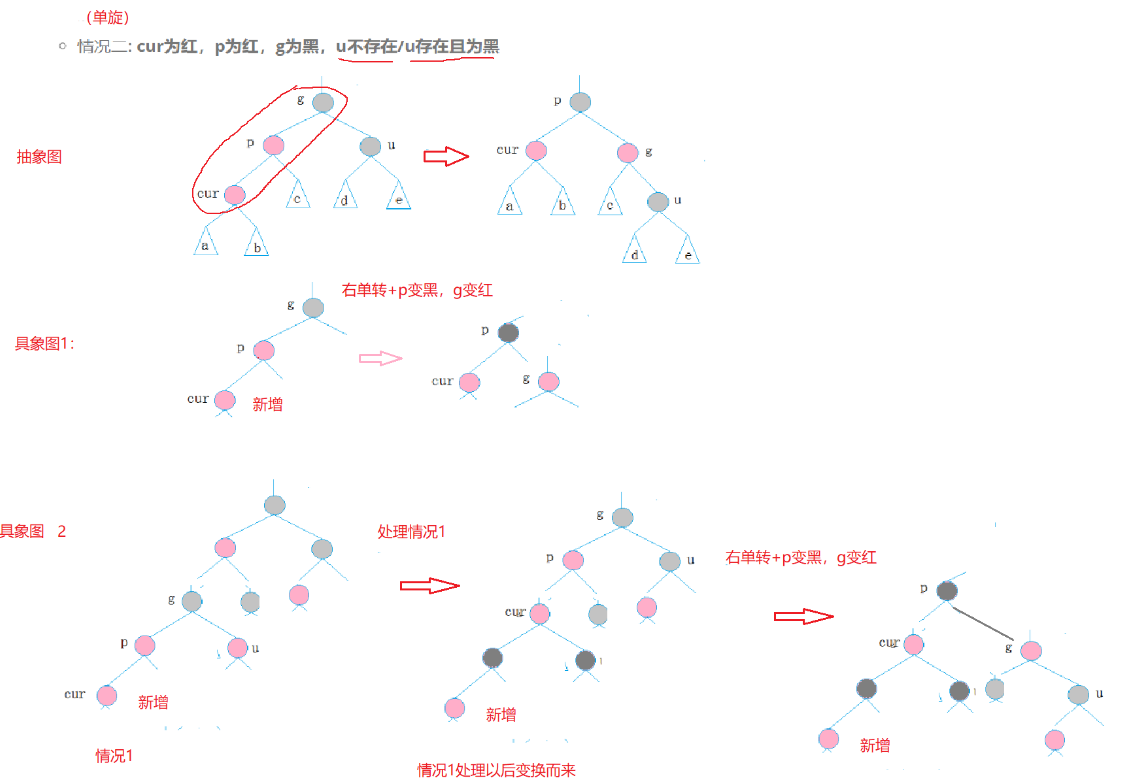 （单旋）
情况二: cur为红，p为红，g为黑，u不存在/u存在且为黑
抽象图
g
p
u
cur
c
d
e
a
b
p
cur
g
a
b
c
u
d
e
右单转+p变黑，g变红
具象图1：
g
p
cur
新增
p
cur
g
具象图 2
处理情况1
右单转+p变黑，g变红
g
p
u
cur
新增
情况1
g
p
u
cur
新增
情况1处理以后变换而来
p
cur
g
u
新增